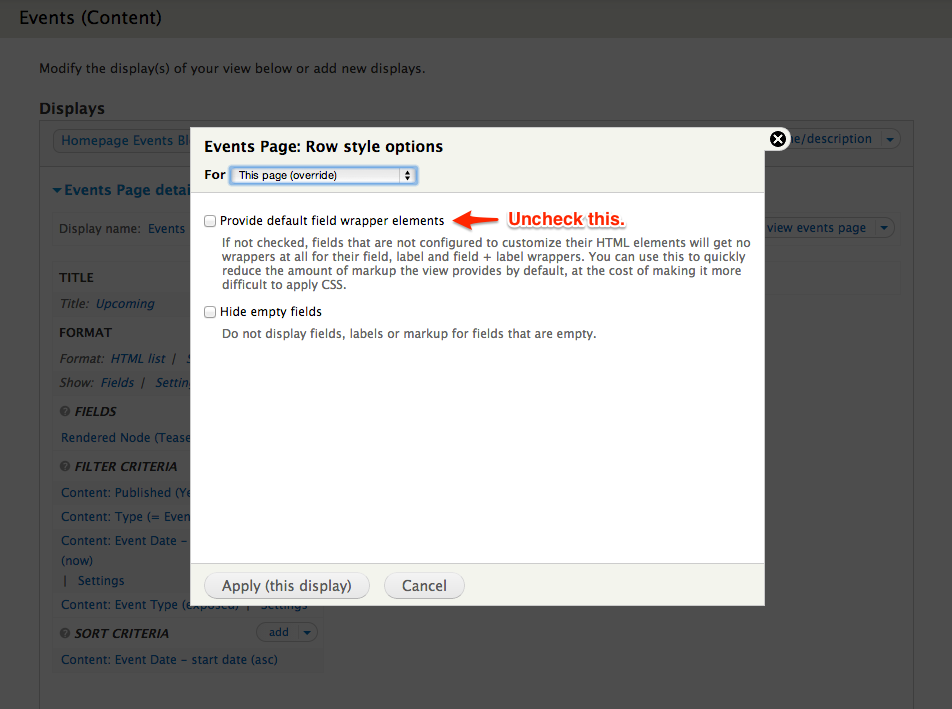 Events (Content)
Modify the display(s) of your view below or add new displays.
Displays
Homepage Events
/description
Events Page: Row style options
For This page (override)
Events Page
Display name: Events
view events page
Provide default field wrapper elements Uncheck this.
If not checked, fields that are not configured to customize their HTML elements will get no
wrappers at all for their field, label and field + label wrappers. You can use this to quickly
reduce the amount of markup the view provides by default, at the cost of making it more
difficult to apply CSS.
Hide empty fields
Do not display fields, labels or markup for fields that are empty.
TITLE
Title: Upcoming
FORMAT
Format: HTML list |
Show: Fields |
FIELDS
Rendered Node
FILTER CRITERIA
Content: Published
Content: Type (=
Content: Event Date -
(now)
| Settings
Content: Event Type (exposed) | Settings
SORT CRITERIA add
Content: Event Date - start date (asc)
Apply (this display) Cancel